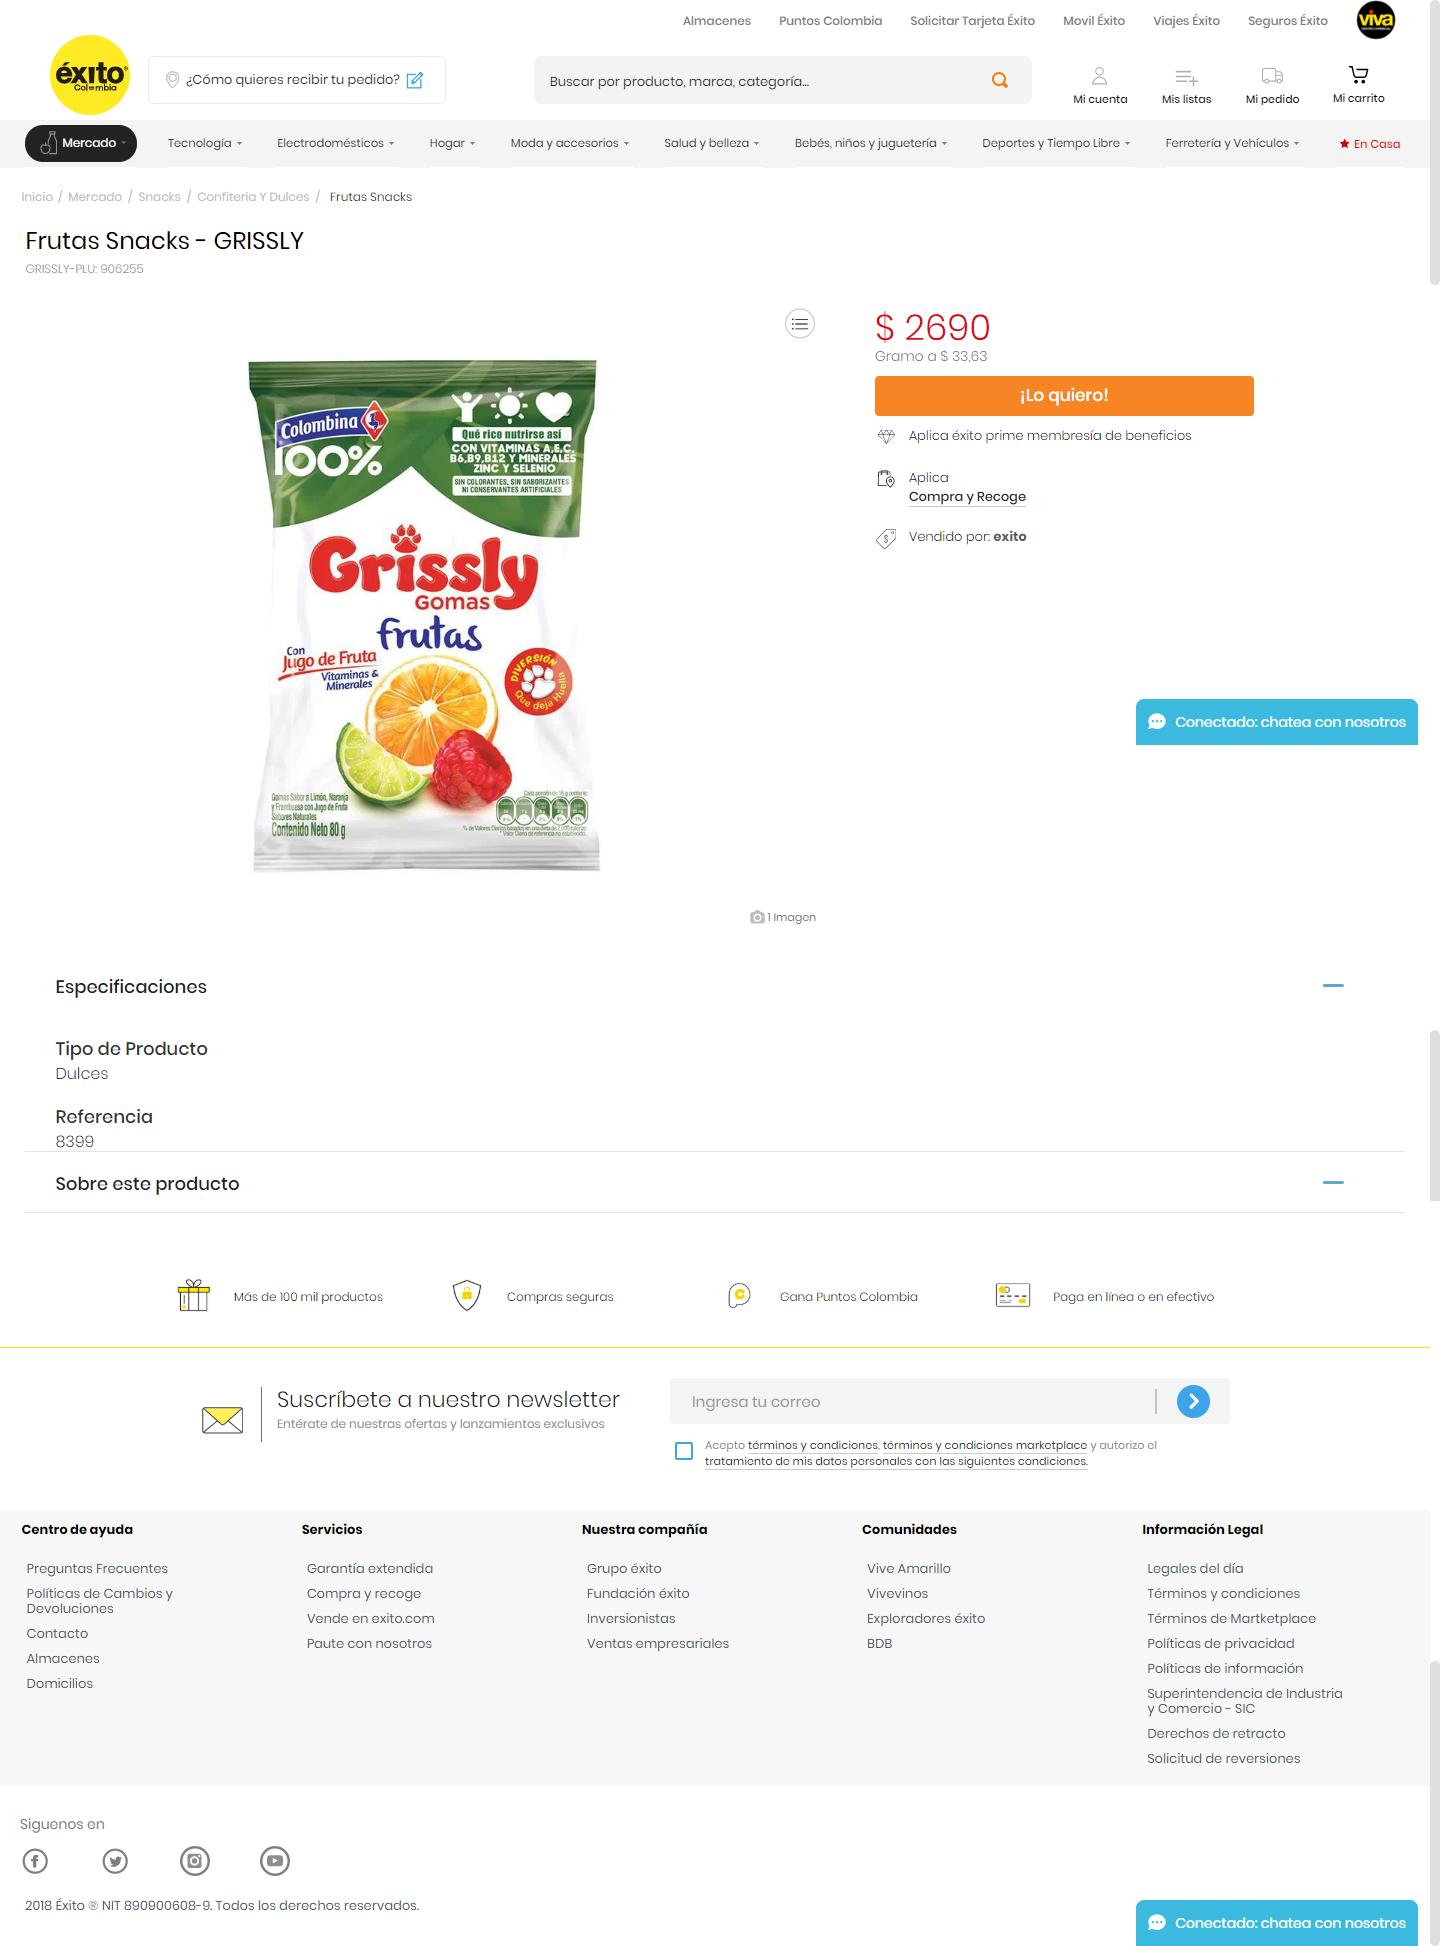 Almacenes Puntos Colombia Solicitar Tarjeta Éxito Movil Éxito Viajes Éxito Seguros Éxito viva
éxito
Colombia
¿Cómo quieres recibir tu pedido?
Buscar por producto, marca, categoría...
Mi cuenta Mis listas Mi pedido Mi carrito
Mercado Tecnología Electrodomésticos Hogar Moda y accesorios Salud y belleza Bebés, niños y juguetería Deportes y Tiempo Libre Ferretería y Vehículos En Casa
Inicio / Mercado / Snacks / Confiteria Y Dulces / Frutas Snacks
Frutas Snacks - GRISSLY
GRISSLY-PLU: 906255
Colombina
100%
Qué rico nutrirse así
CON VITAMINAS A,E,C,
B6,B9,B12 Y MINERALES
ZINC Y SELENIO
SIN COLORANTES, SIN SABORIZANTES
NI CONSERVANTES ARTIFICIALES
Grissly
Gomas
frutas
Con
Jugo de Fruta
Vitaminas &
Minerales
DIVERSIÓN
Que deja Huella
Gomas Sabor a Limón, Naranja
y Frambuesa con Jugo de Fruta
Sabores Naturales
Contenido Neto 80 g
$ 2690
Gramo a $ 33,63
¡Lo quiero!
Aplica éxito prime membresía de beneficios
Aplica
Compra y Recoge
Vendido por: exito
Conectado: chatea con nosotros
1 Imagen
Especificaciones
Tipo de Producto
Dulces
Referencia
8399
Sobre este producto
Más de 100 mil productos Compras seguras Gana Puntos Colombia Paga en línea o en efectivo
Suscríbete a nuestro newsletter
Entérate de nuestras ofertas y lanzamientos exclusivos
Ingresa tu correo
Acepto términos y condiciones, términos y condiciones marketplace y autorizo el
tratamiento de mis datos personales con las siguientes condiciones.
Centro de ayuda
Preguntas Frecuentes
Políticas de Cambios y
Devoluciones
Contacto
Almacenes
Domicilios
Servicios
Garantía extendida
Compra y recoge
Vende en exito.com
Paute con nosotros
Nuestra compañía
Grupo éxito
Fundación éxito
Inversionistas
Ventas empresariales
Comunidades
Vive Amarillo
Vivevinos
Exploradores éxito
BDB
Información Legal
Legales del día
Términos y condiciones
Términos de Martketplace
Políticas de privacidad
Políticas de información
Superintendencia de Industria
y Comercio - SIC
Derechos de retracto
Solicitud de reversiones
Siguenos en
2018 Éxito ® NIT 890900608-9. Todos los derechos reservados.
Conectado: chatea con nosotros